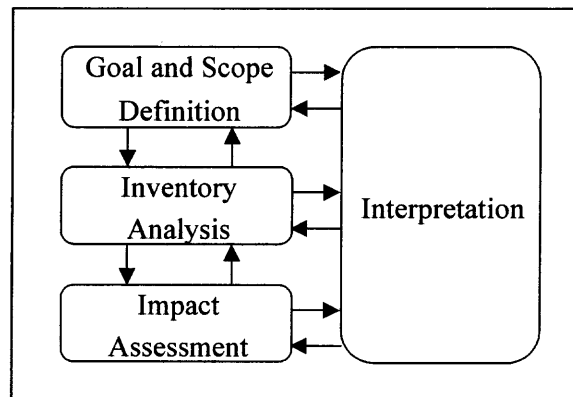 Goal and Scope
Definition
Inventory
Analysis
Impact
Assessment
Interpretation